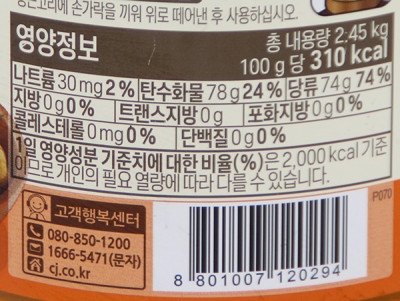 둥근고리에 손가락을 끼워 위로 떼어낸 후 사용하십시오.
영양정보
총 내용량 2.45 kg
100 g 당 310 kcal
나트륨 30 mg 2% 탄수화물 78 g 24% 당류 74 g 74%
지방 0 g 0% 트랜스지방 0 g 포화지방 0 g 0%
콜레스테롤 0 mg 0% 단백질 0 g 0%
1일 영양성분 기준치에 대한 비율(%)은 2,000 kcal 기준
이므로 개인의 필요 열량에 따라 다를 수 있습니다.
P070
고객행복센터
080-850-1200
1666-5471(문자)
cj.co.kr
8 801007 120294